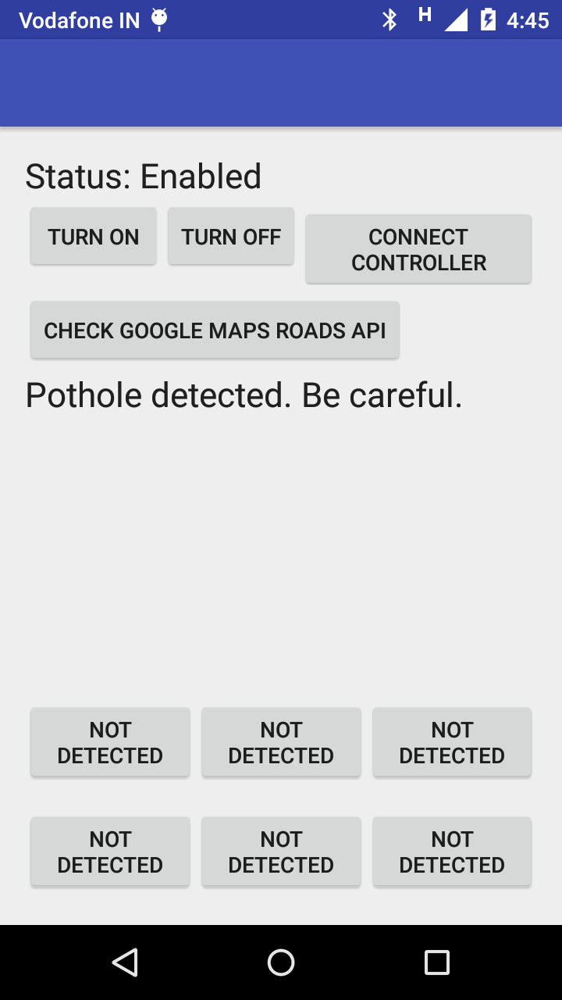 Vodafone IN
H
4:45
Status: Enabled
TURN ON
TURN OFF
CONNECT
CONTROLLER
CHECK GOOGLE MAPS ROADS API
Pothole detected. Be careful.
NOT
DETECTED
NOT
DETECTED
NOT
DETECTED
NOT
DETECTED
NOT
DETECTED
NOT
DETECTED